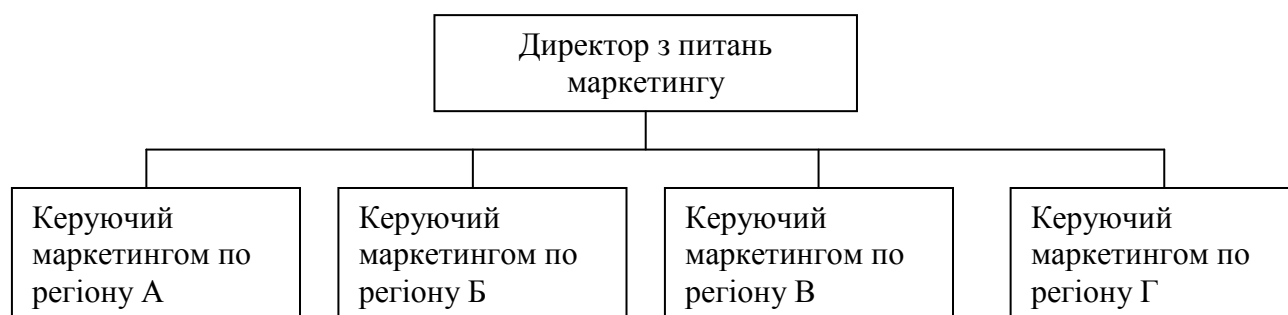 Директор з питань
маркетингу
Керуючий
маркетингом по
регіону А
Керуючий
маркетингом по
регіону Б
Керуючий
маркетингом по
регіону В
Керуючий
маркетингом по
регіону Г